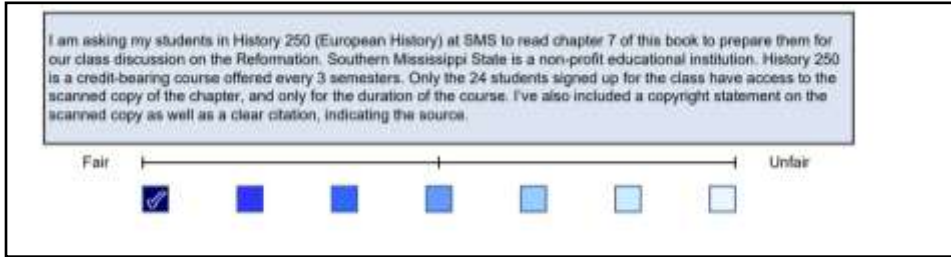 I am asking my students in History 250 (European History) at SMS to read chapter 7 of this book to prepare them for
our class discussion on the Reformation. Southern Mississippi State is a non-profit educational institution. History 250
is a credit-bearing course offered every 3 semesters. Only the 24 students signed up for the class have access to the
scanned copy of the chapter, and only for the duration of the course. I've also included a copyright statement on the
scanned copy as well as a clear citation, indicating the source.
Fair Unfair